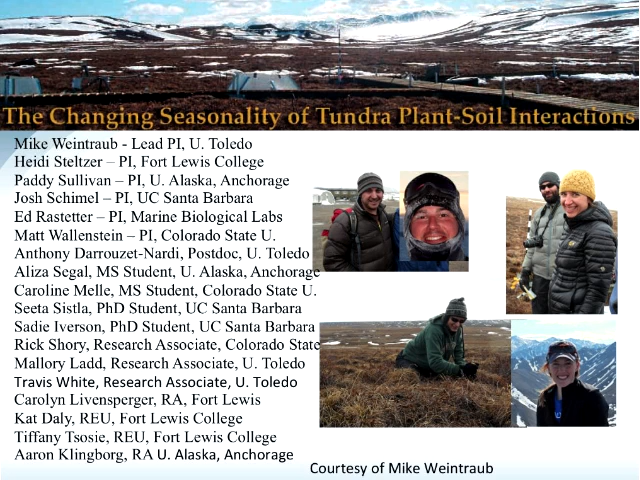 The Changing Seasonality of Tundra Plant-Soil Interactions
Mike Weintraub - Lead PI, U. Toledo
Heidi Steltzer – PI, Fort Lewis College
Paddy Sullivan – PI, U. Alaska, Anchorage
Josh Schimel – PI, UC Santa Barbara
Ed Rastetter – PI, Marine Biological Labs
Matt Wallenstein – PI, Colorado State U.
Anthony Darrouzet-Nardi, Postdoc, U. Toledo
Aliza Segal, MS Student, U. Alaska, Anchorage
Caroline Melle, MS Student, Colorado State U.
Seeta Sistla, PhD Student, UC Santa Barbara
Sadie Iverson, PhD Student, UC Santa Barbara
Rick Shory, Research Associate, Colorado State
Mallory Ladd, Research Associate, U. Toledo
Travis White, Research Associate, U. Toledo
Carolyn Livensperger, RA, Fort Lewis
Kat Daly, REU, Fort Lewis College
Tiffany Tsosie, REU, Fort Lewis College
Aaron Klingborg, RA U. Alaska, Anchorage
Courtesy of Mike Weintraub